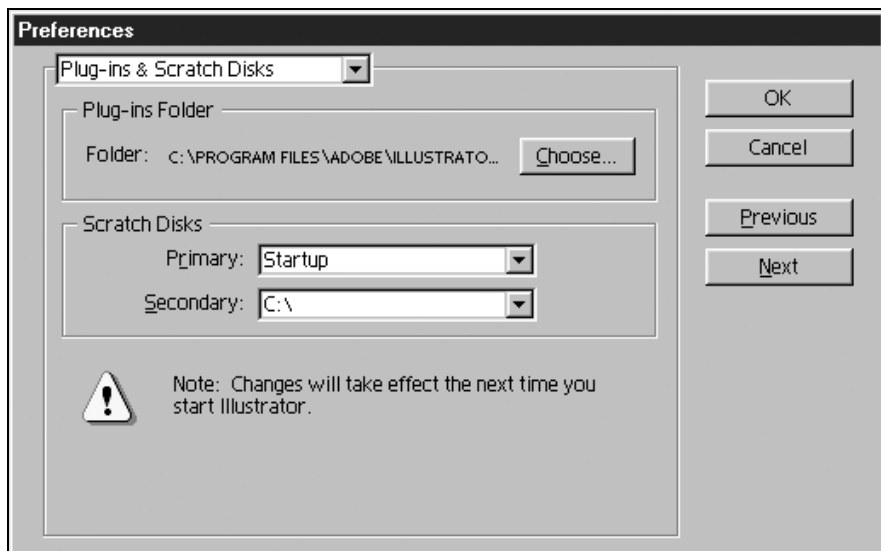 Preferences
Plug-ins & Scratch Disks
Plug-ins Folder
Folder: C:\PROGRAM FILES\ADOBE\ILLUSTRATO... Choose...
Scratch Disks
Primary: Startup
Secondary: C:\
Note: Changes will take effect the next time you
start Illustrator.
OK
Cancel
Previous
Next